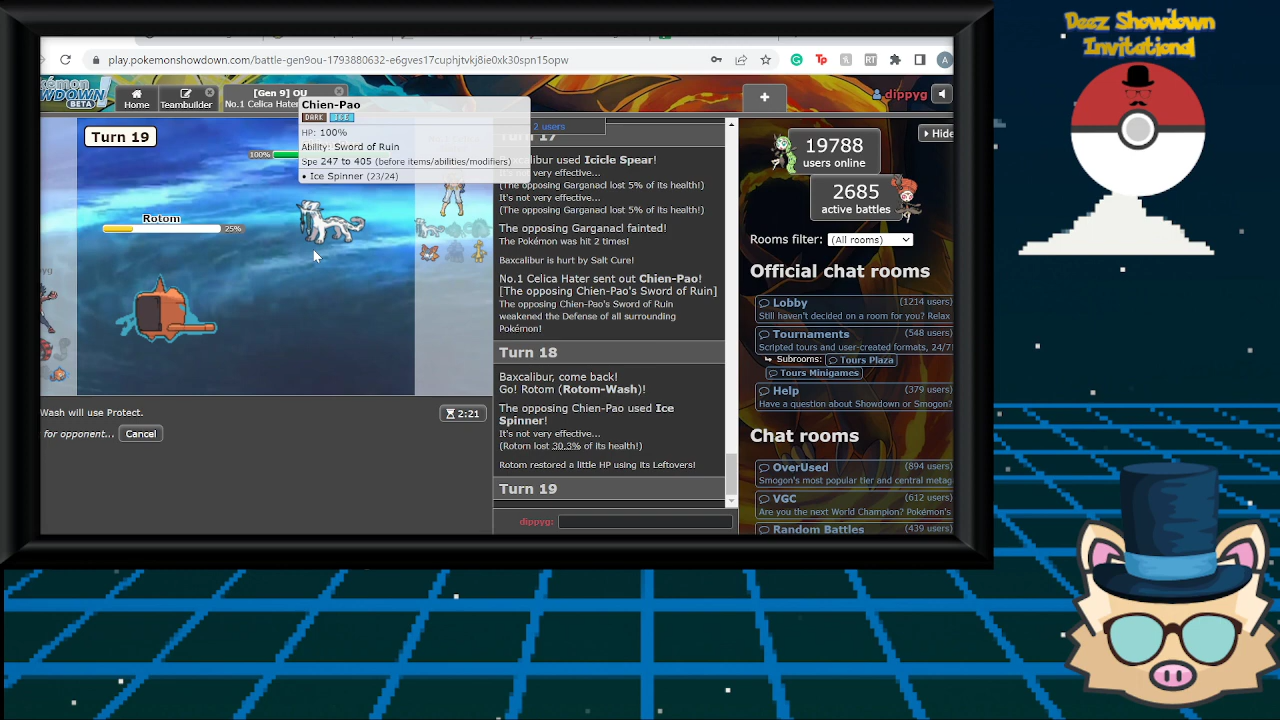 Deez Showdown
Invitational
play.pokemonshowdown.com/battle-gen9ou-1793880632-
spn15opw
WDOWN
BETA
Home
Teambuilder
[Gen 9] OU
No.1 Celica Hater
dippyg
Turn 19
100%
Chien-Pao
DARK ICE
HP: 100%
Ability: Sword of Ruin
Spe 247 to 405 (before items/abilities/modifiers)
• Ice Spinner (23/24)
Rotom
25%
Wash will use Protect.
for opponent... Cancel
2:21
2 users
Turn 17
xcalibur used Icicle Spear!
It's not very effective...
(The opposing Garganacl lost 5% of its health!)
It's not very effective...
(The opposing Garganacl lost 5% of its health!)
The opposing Garganacl fainted!
The Pokémon was hit 2 times!
Baxcalibur is hurt by Salt Cure!
No.1 Celica Hater sent out Chien-Pao!
[The opposing Chien-Pao's Sword of Ruin]
The opposing Chien-Pao's Sword of Ruin
weakened the Defense of all surrounding
Pokémon!
Turn 18
Baxcalibur, come back!
Go! Rotom (Rotom-Wash)!
The opposing Chien-Pao used Ice
Spinner!
It's not very effective...
(Rotom lost 39.3% of its health!)
Rotom restored a little HP using its Leftovers!
Turn 19
dippyg:
19788
users online
2685
active battles
Hide
Rooms filter: (All rooms)
Official chat rooms
Lobby (1214 users)
Still haven't decided on a room for you? Relax
Tournaments (548 users)
Scripted tours and user-created formats, 24/7!
Subrooms: Tours Plaza
Tours Minigames
Help (379 users)
Have a question about Showdown or Smogon?
Chat rooms
OverUsed (894 users)
Smogon's most popular tier and central metag
VGC (612 users)
Are you the next World Champion? Pokémon's
Random Battles (439 users)